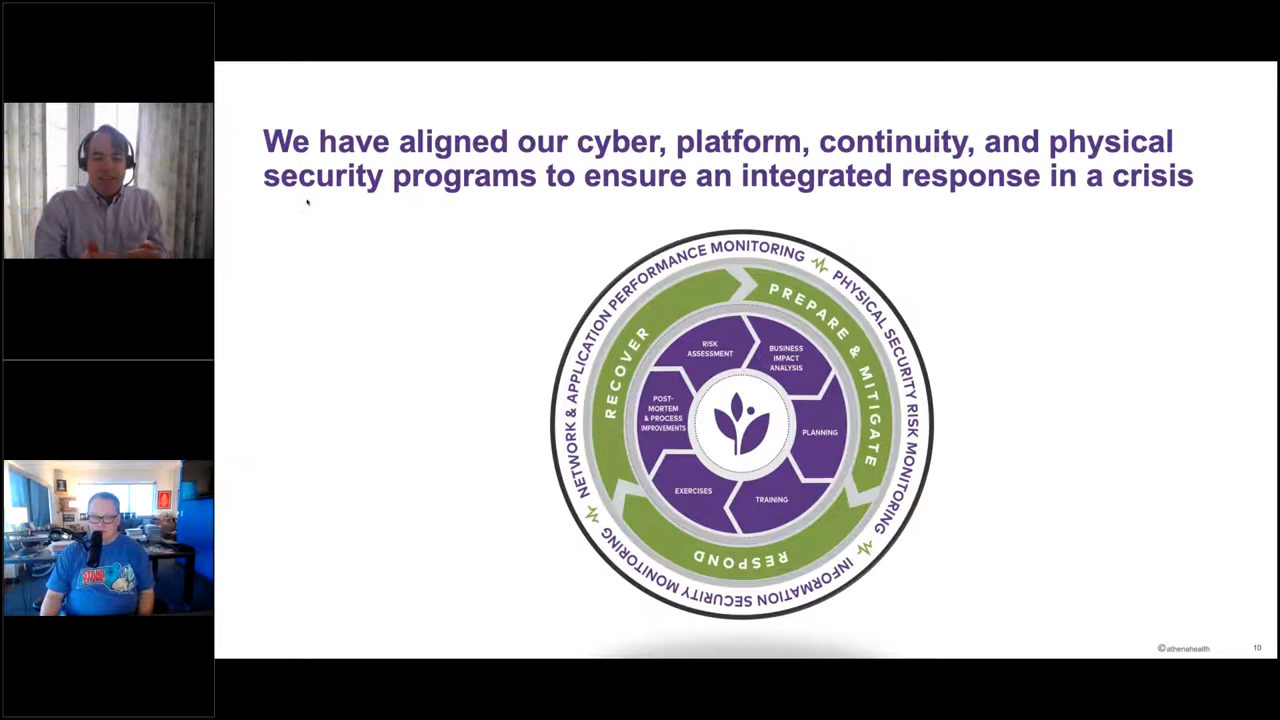 We have aligned our cyber, platform, continuity, and physical
security programs to ensure an integrated response in a crisis
NETWORK & APPLICATION PERFORMANCE MONITORING
PHYSICAL SECURITY RISK MONITORING
INFORMATION SECURITY MONITORING
PREPARE & MITIGATE
RESPOND
RECOVER
RISK
ASSESSMENT
BUSINESS
IMPACT
ANALYSIS
PLANNING
TRAINING
EXERCISES
POST-
MORTEM
& PROCESS
IMPROVEMENTS
©athenahealth
10